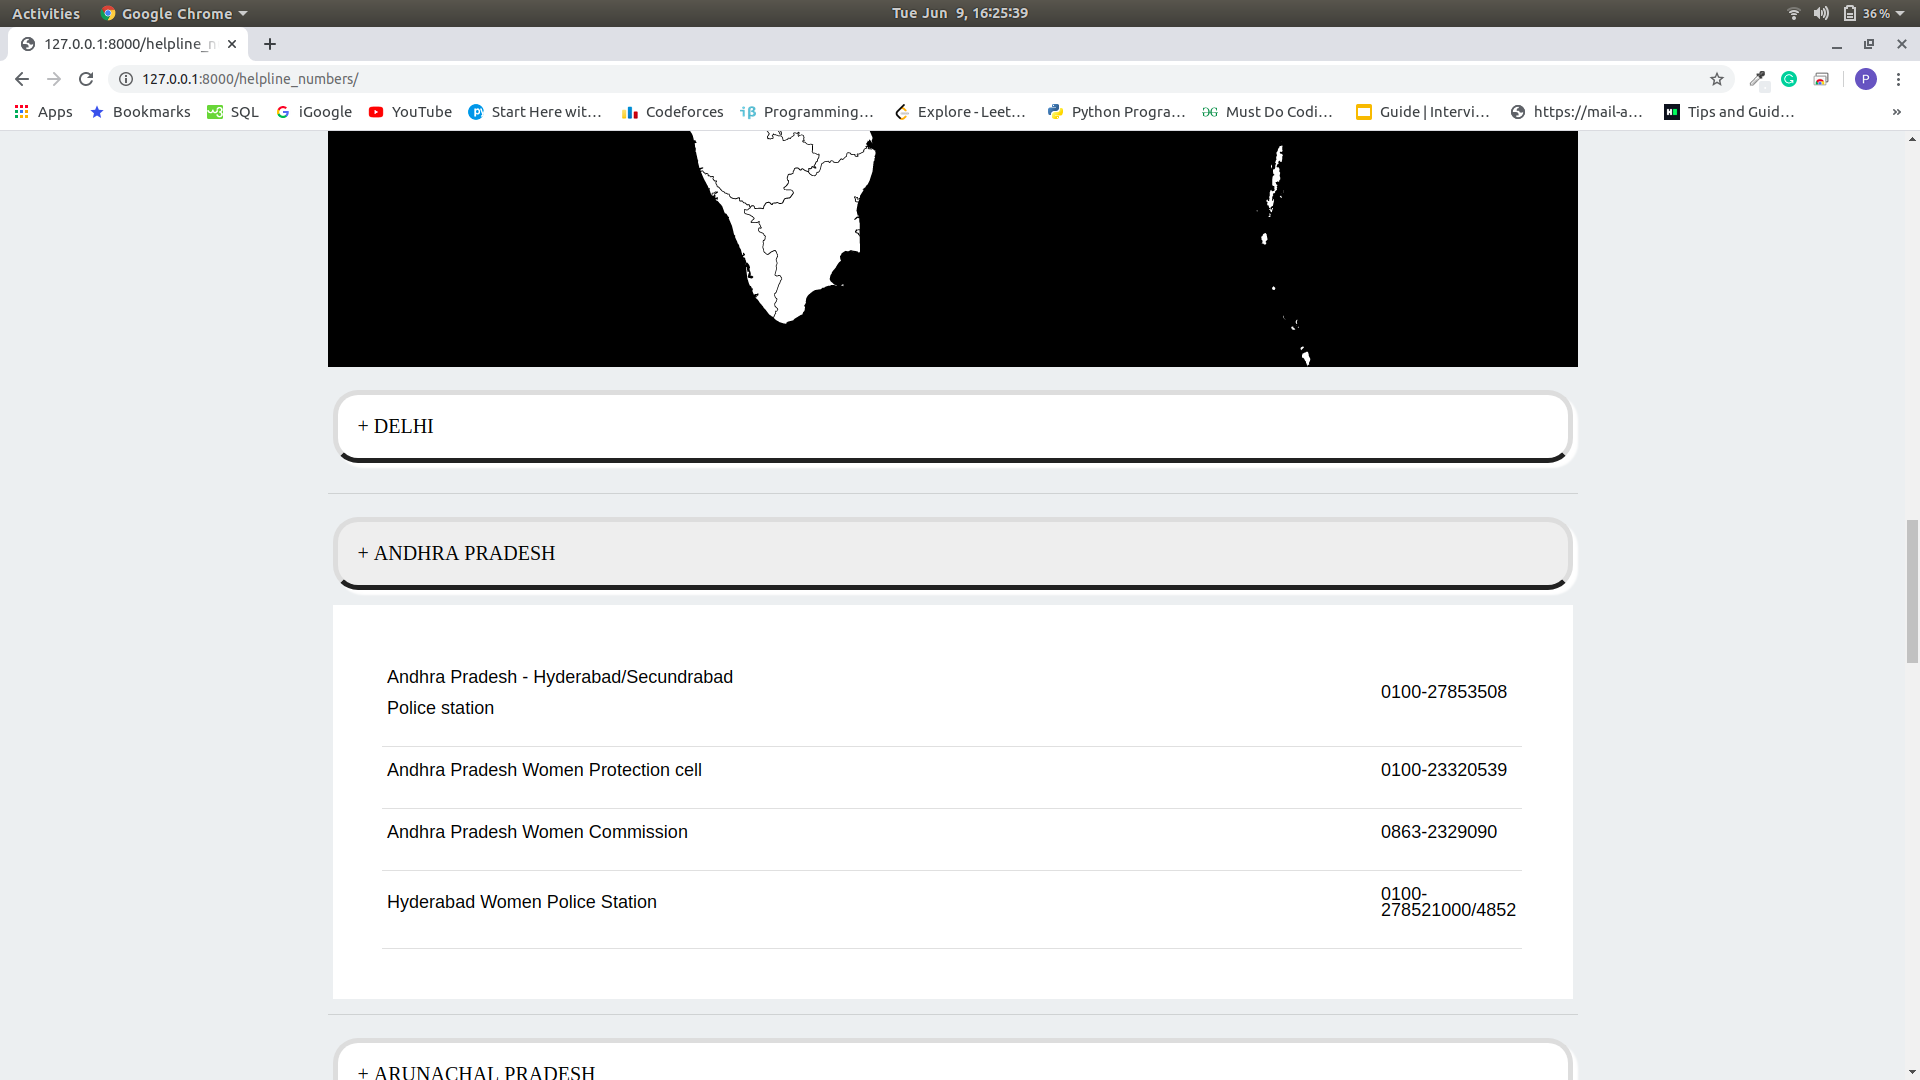 Activities Google Chrome Tue Jun 9, 16:25:39 36%
127.0.0.1:8000/helpline_n
127.0.0.1:8000/helpline_numbers/ P
Apps Bookmarks SQL iGoogle YouTube Start Here wit... Codeforces Programming... Explore - Leet... Python Progra... Must Do Codi... Guide | Intervi... https://mail-a... Tips and Guid... »
+ DELHI
+ ANDHRA PRADESH
Andhra Pradesh - Hyderabad/Secundrabad
Police station
0100-27853508
Andhra Pradesh Women Protection cell 0100-23320539
Andhra Pradesh Women Commission 0863-2329090
Hyderabad Women Police Station
0100-
278521000/4852
+ ARUNACHAL PRADESH